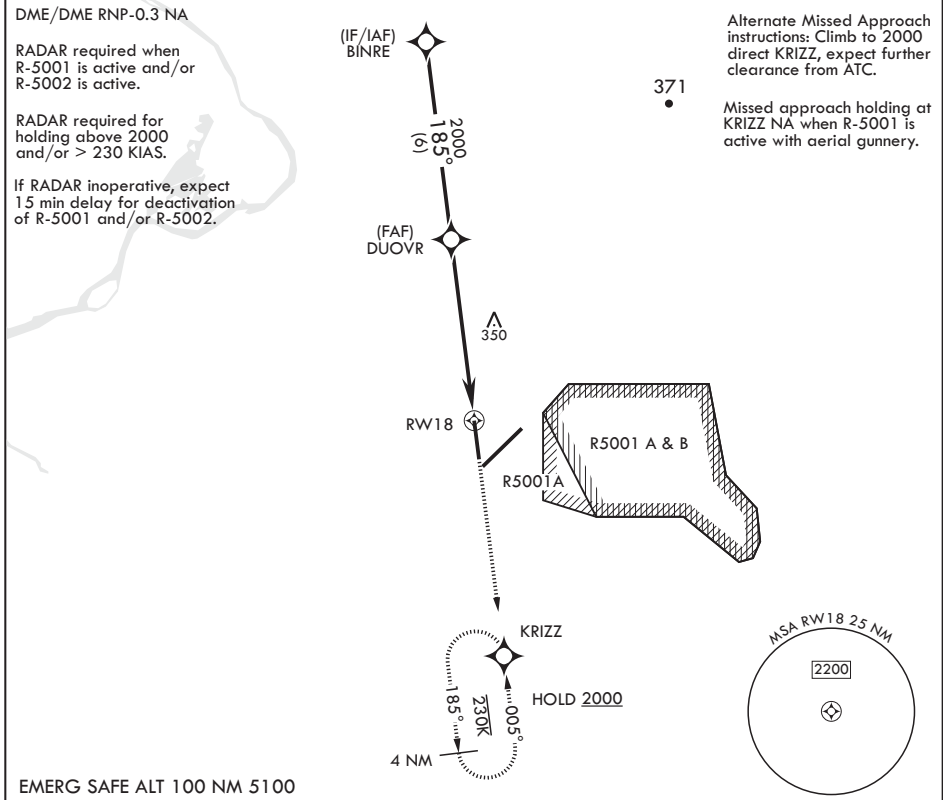 DME/DME RNP-0.3 NA
RADAR required when
R-5001 is active and/or
R-5002 is active.
RADAR required for
holding above 2000
and/or > 230 KIAS.
If RADAR inoperative, expect
15 min delay for deactivation
of R-5001 and/or R-5002.
(IF/IAF)
BINRE
Alternate Missed Approach
instructions: Climb to 2000
direct KRIZZ, expect further
clearance from ATC.
371
Missed approach holding at
KRIZZ NA when R-5001 is
active with aerial gunnery.
2000
185°
(6)
(FAF)
DUOVR
350
RW18
R5001 A & B
R5001A
KRIZZ
HOLD 2000
185°
230K
005°
4 NM
MSA RW18 25 NM
2200
EMERG SAFE ALT 100 NM 5100